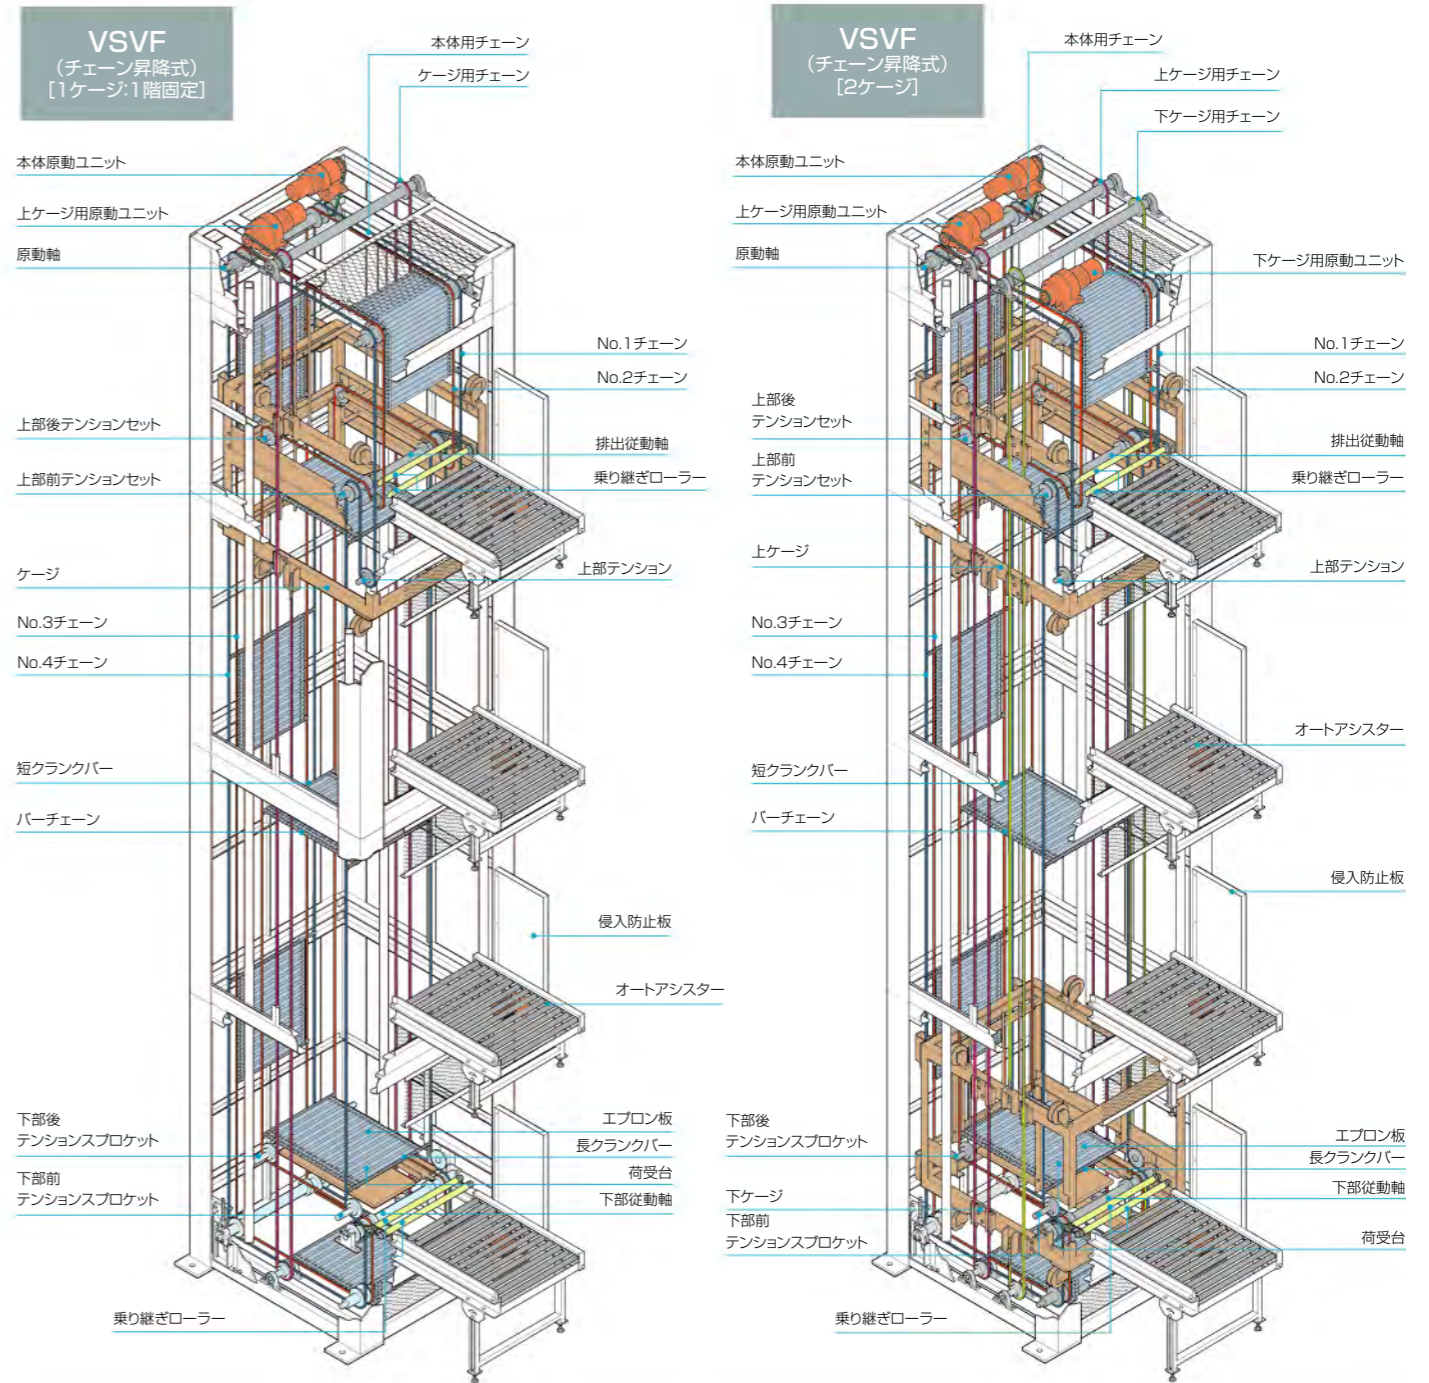 VSVF
（チェーン昇降式）
[1ケージ:1階固定]
本体用チェーン
ケージ用チェーン
本体原動ユニット
上ケージ用原動ユニット
原動軸
No.1チェーン
No.2チェーン
上部後テンションセット
排出従動軸
上部前テンションセット
乗り継ぎローラー
ケージ
上部テンション
No.3チェーン
No.4チェーン
短クランクバー
バーチェーン
侵入防止板
オートアシスター
下部後
テンションスプロケット
エプロン板
長クランクバー
下部前
テンションスプロケット
荷受台
下部従動軸
乗り継ぎローラー
VSVF
（チェーン昇降式）
[2ケージ]
本体用チェーン
上ケージ用チェーン
下ケージ用チェーン
本体原動ユニット
上ケージ用原動ユニット
原動軸
下ケージ用原動ユニット
No.1チェーン
No.2チェーン
上部後
テンションセット
排出従動軸
上部前
テンションセット
乗り継ぎローラー
上ケージ
上部テンション
No.3チェーン
No.4チェーン
オートアシスター
短クランクバー
バーチェーン
侵入防止板
下部後
テンションスプロケット
エプロン板
長クランクバー
下部従動軸
下ケージ
下部前
テンションスプロケット
荷受台
乗り継ぎローラー